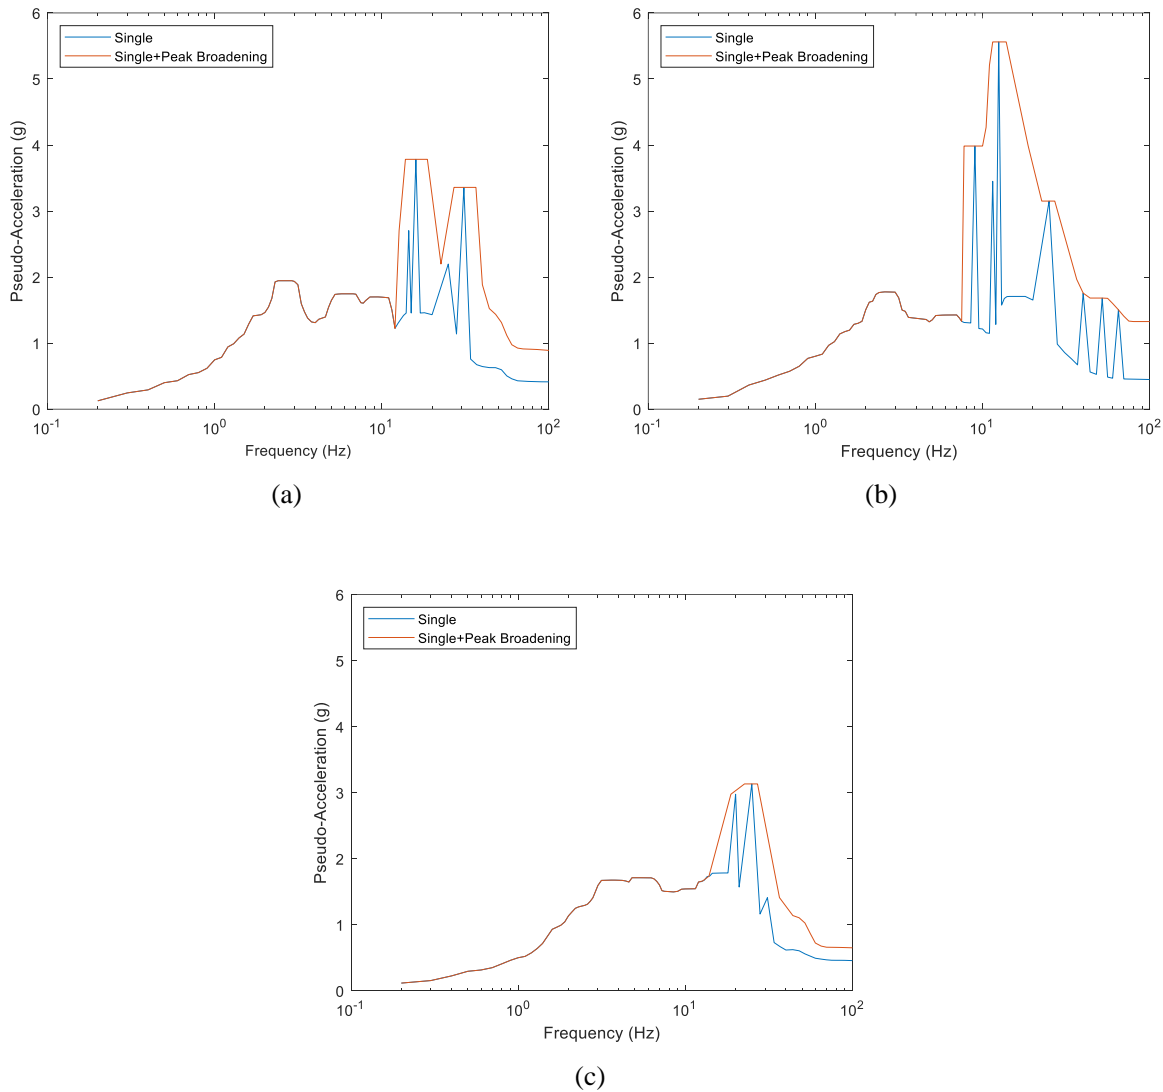 6
5
4
3
2
1
0
Pseudo-Acceleration (g)
Single
Single+Peak Broadening
10-1
100
101
102
Frequency (Hz)
(a)
6
5
4
3
2
1
0
Pseudo-Acceleration (g)
Single
Single+Peak Broadening
10-1
100
101
102
Frequency (Hz)
(b)
6
5
4
3
2
1
0
Pseudo-Acceleration (g)
Single
Single+Peak Broadening
10-1
100
101
102
Frequency (Hz)
(c)